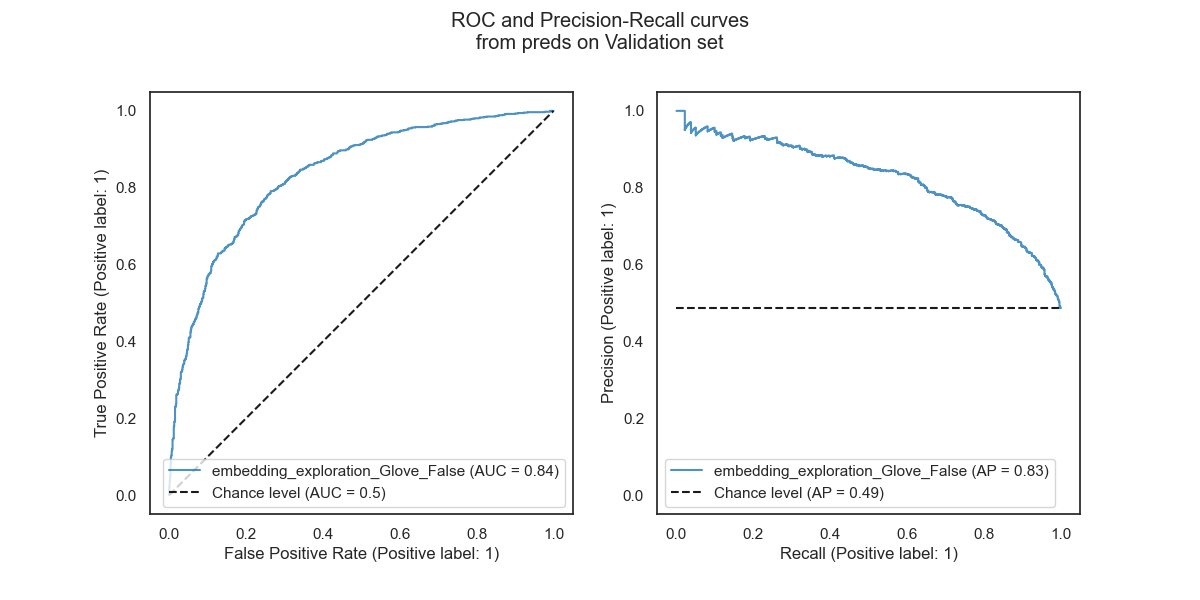 ROC and Precision-Recall curves
from preds on Validation set
True Positive Rate (Positive label: 1)
1.0
0.8
0.6
0.4
0.2
0.0
embedding_exploration_Glove_False (AUC = 0.84)
Chance level (AUC = 0.5)
0.0 0.2 0.4 0.6 0.8 1.0
False Positive Rate (Positive label: 1)
Precision (Positive label: 1)
1.0
0.8
0.6
0.4
0.2
0.0
embedding_exploration_Glove_False (AP = 0.83)
Chance level (AP = 0.49)
0.0 0.2 0.4 0.6 0.8 1.0
Recall (Positive label: 1)